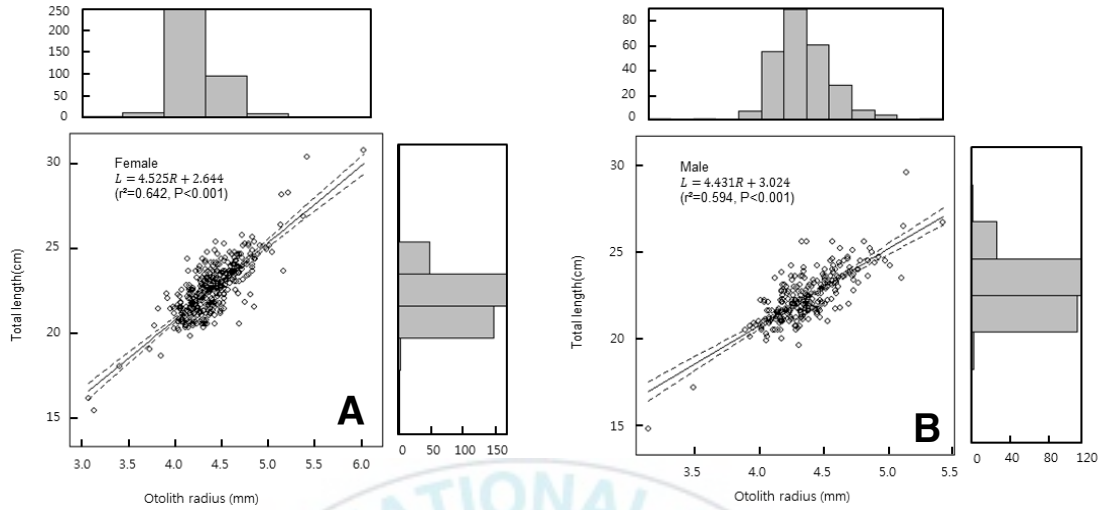 250
200
150
100
50
0
Female
L = 4.525R + 2.644
(r²=0.642, P<0.001)
30
25
20
15
Total length(cm)
A
3.0 3.5 4.0 4.5 5.0 5.5 6.0
Otolith radius (mm)
0 50 100 150
80
60
40
20
0
Male
L = 4.431R + 3.024
(r²=0.594, P<0.001)
30
25
20
15
Total length(cm)
B
3.5 4.0 4.5 5.0 5.5
Otolith radius (mm)
0 40 80 120
ATIONAL